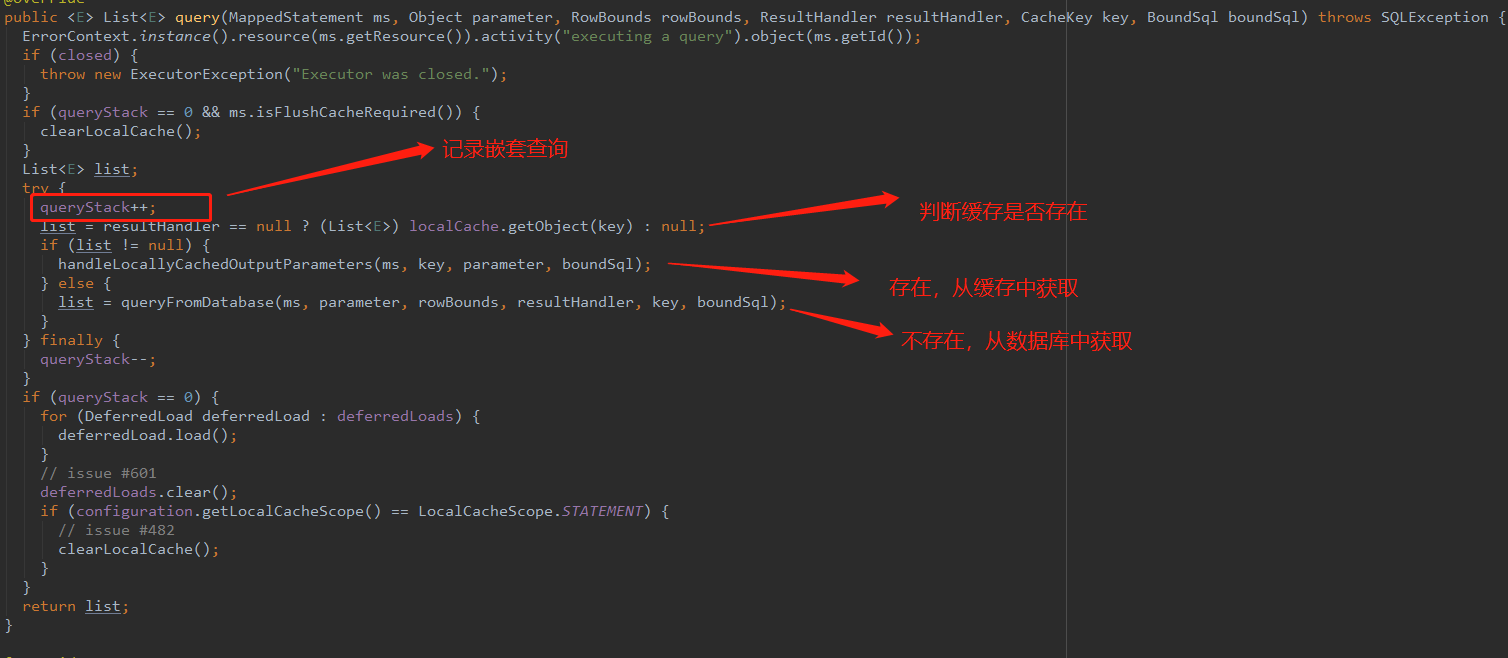 @Override
public <E> List<E> query(MappedStatement ms, Object parameter, RowBounds rowBounds, ResultHandler resultHandler, CacheKey key, BoundSql boundSql) throws SQLException {
ErrorContext.instance().resource(ms.getResource()).activity("executing a query").object(ms.getId());
if (closed) {
throw new ExecutorException("Executor was closed.");
}
if (queryStack == 0 && ms.isFlushCacheRequired()) {
clearLocalCache();
}
记录嵌套查询
List<E> list;
try {
queryStack++;
判断缓存是否存在
list = resultHandler == null ? (List<E>) localCache.getObject(key) : null;
if (list != null) {
handleLocallyCachedOutputParameters(ms, key, parameter, boundSql);
存在，从缓存中获取
} else {
list = queryFromDatabase(ms, parameter, rowBounds, resultHandler, key, boundSql);
不存在，从数据库中获取
}
} finally {
queryStack--;
}
if (queryStack == 0) {
for (DeferredLoad deferredLoad : deferredLoads) {
deferredLoad.load();
}
// issue #601
deferredLoads.clear();
if (configuration.getLocalCacheScope() == LocalCacheScope.STATEMENT) {
// issue #482
clearLocalCache();
}
}
return list;
}